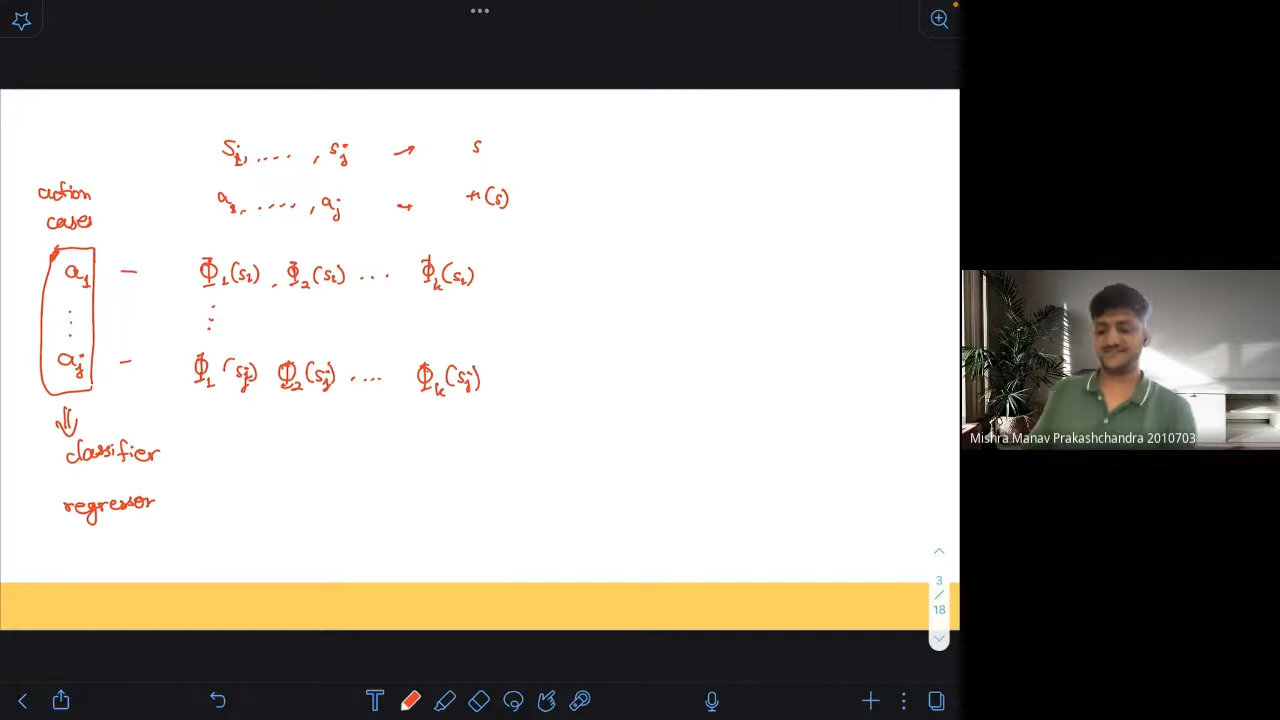 S₁, .... , sⱼ → s
action
cases
a₁, ..... , aⱼ → π(s)
a₁ — Φ₁(s₁) , Φ₂(s₁) ... Φₖ(s₁)
⋮ ⋮
aⱼ — Φ₁(sⱼ) Φ₂(sⱼ) .... Φₖ(sⱼ)
⇓
classifier
regressor
Mishra Manav Prakashchandra 2010703
3
/
18
T